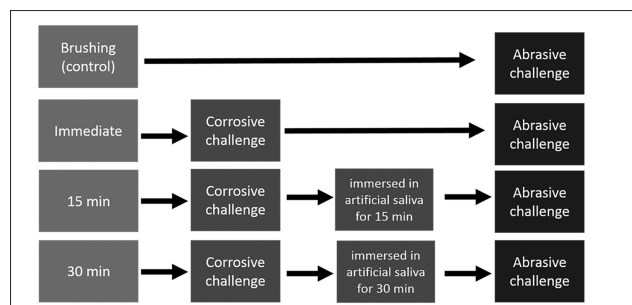 Brushing
(control)
Abrasive
challenge
Immediate
Corrosive
challenge
Abrasive
challenge
15 min
Corrosive
challenge
immersed in
artificial saliva
for 15 min
Abrasive
challenge
30 min
Corrosive
challenge
immersed in
artificial saliva
for 30 min
Abrasive
challenge